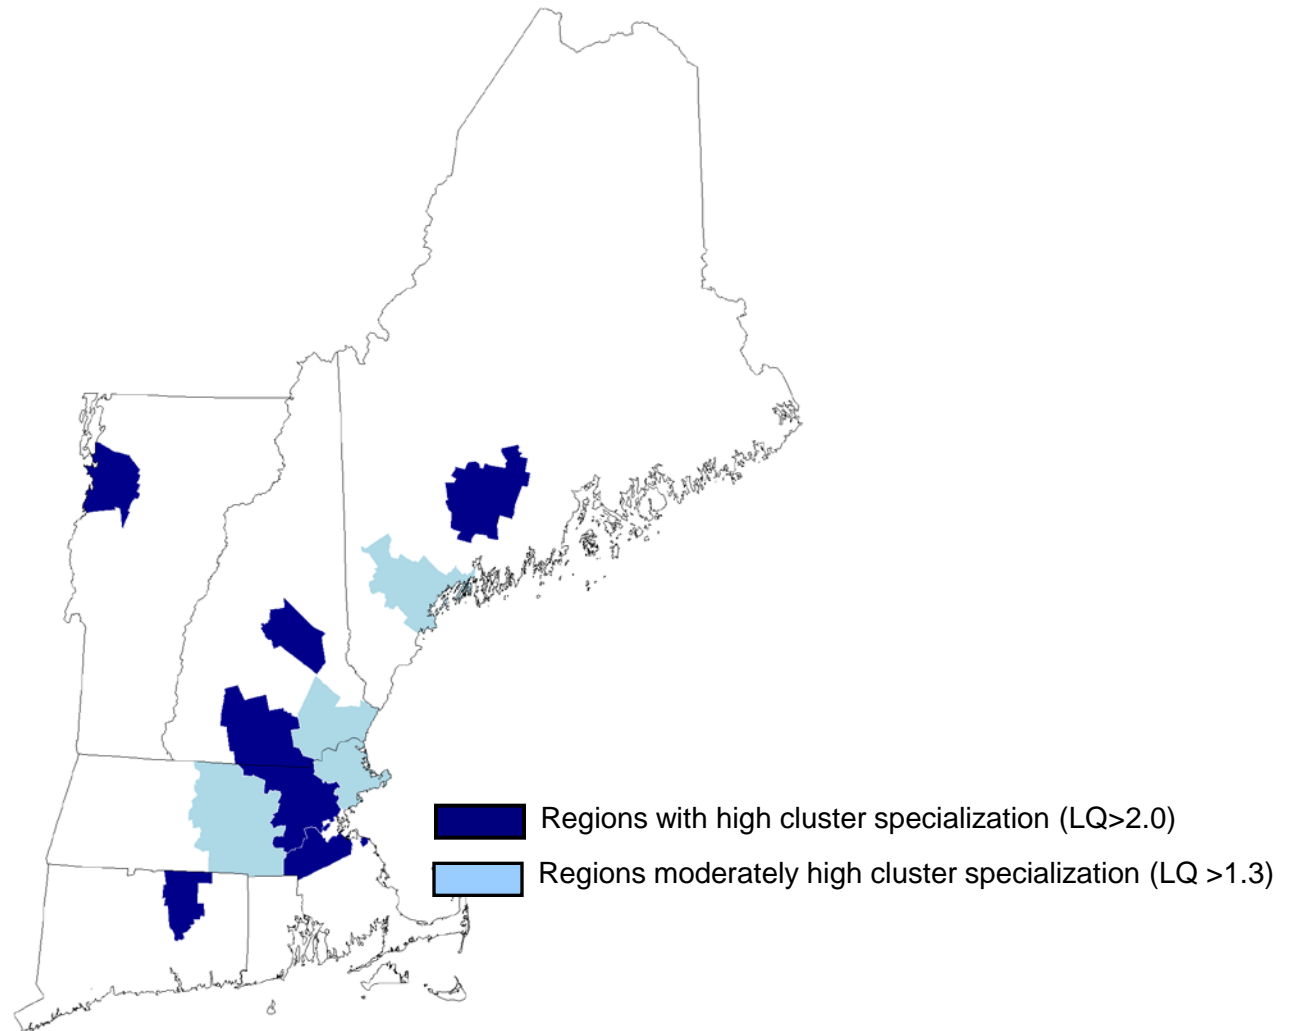 Regions with high cluster specialization (LQ>2.0)
Regions moderately high cluster specialization (LQ >1.3)